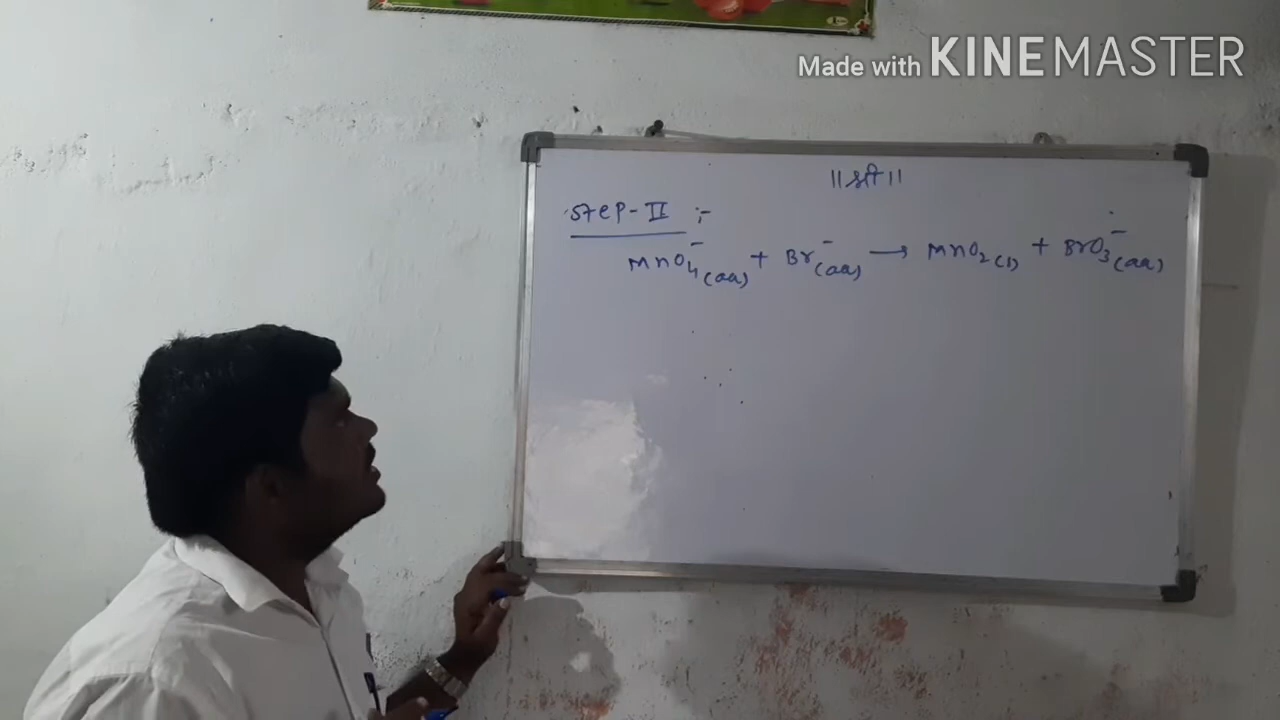 Made with KINEMASTER
॥श्री॥
Step-II :-
MnO₄⁻(aq) + Br⁻(aq) → MnO₂(s) + BrO₃⁻(aq)